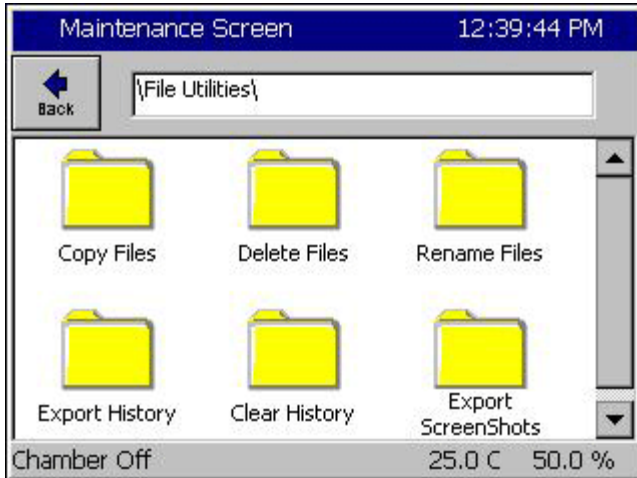 Maintenance Screen 12:39:44 PM
Back
\File Utilities\
Copy Files Delete Files Rename Files
Export History Clear History Export
ScreenShots
Chamber Off 25.0 C 50.0 %